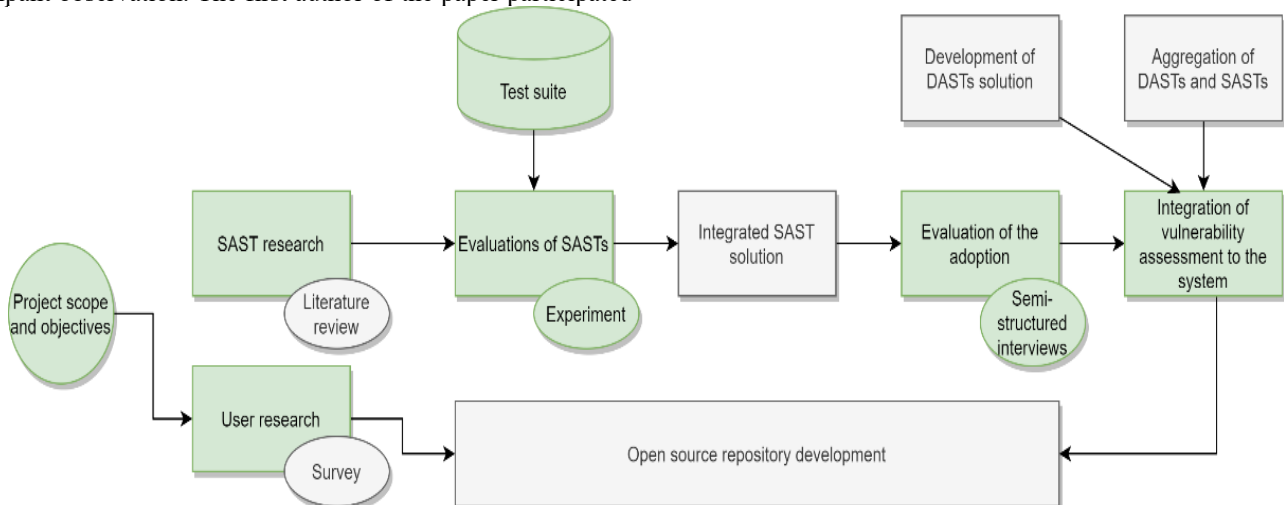 Test suite
Development of
DASTs solution
Aggregation of
DASTs and SASTs
SAST research
Literature
review
Evaluations of SASTs
Experiment
Integrated SAST
solution
Evaluation of the
adoption
Semi-
structured
interviews
Integration of
vulnerability
assessment to the
system
Project scope
and objectives
User research
Survey
Open source repository development